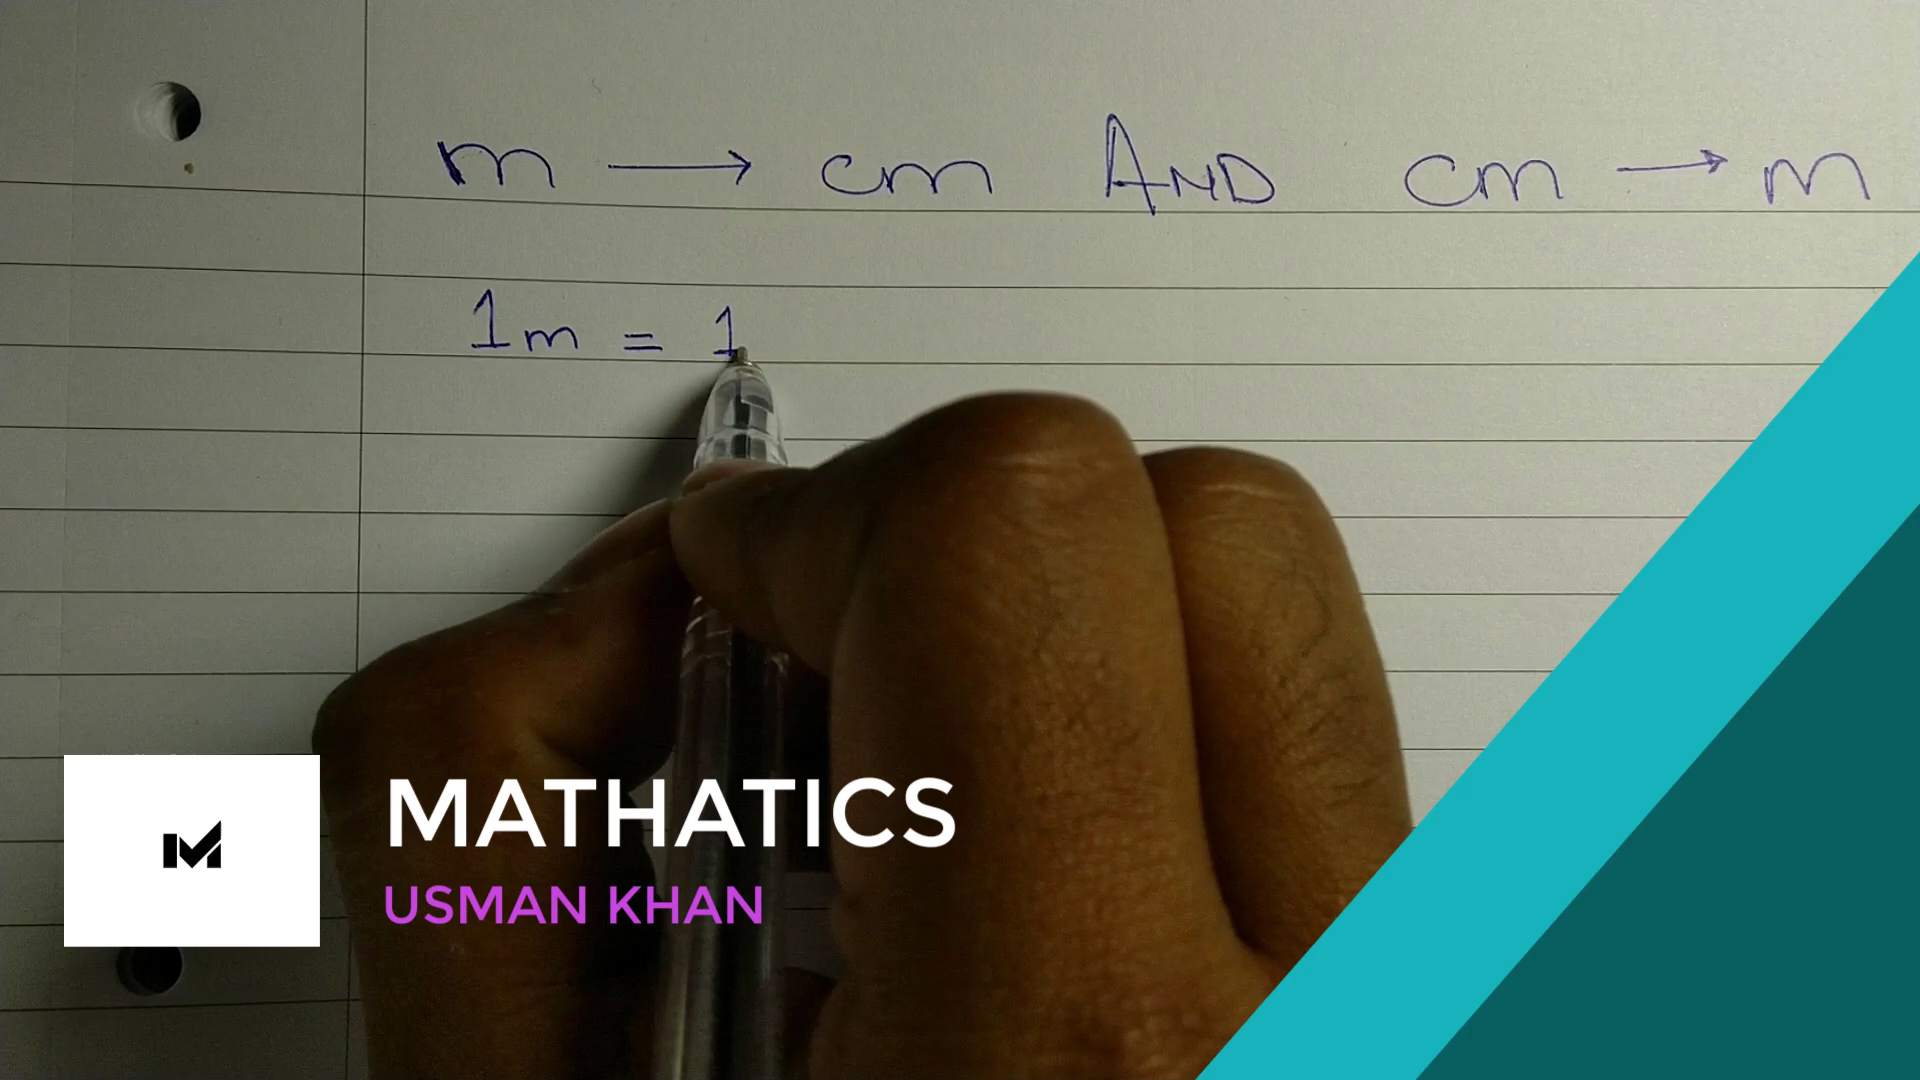 m → cm AND cm → m
1m = 1
MATHATICS
USMAN KHAN